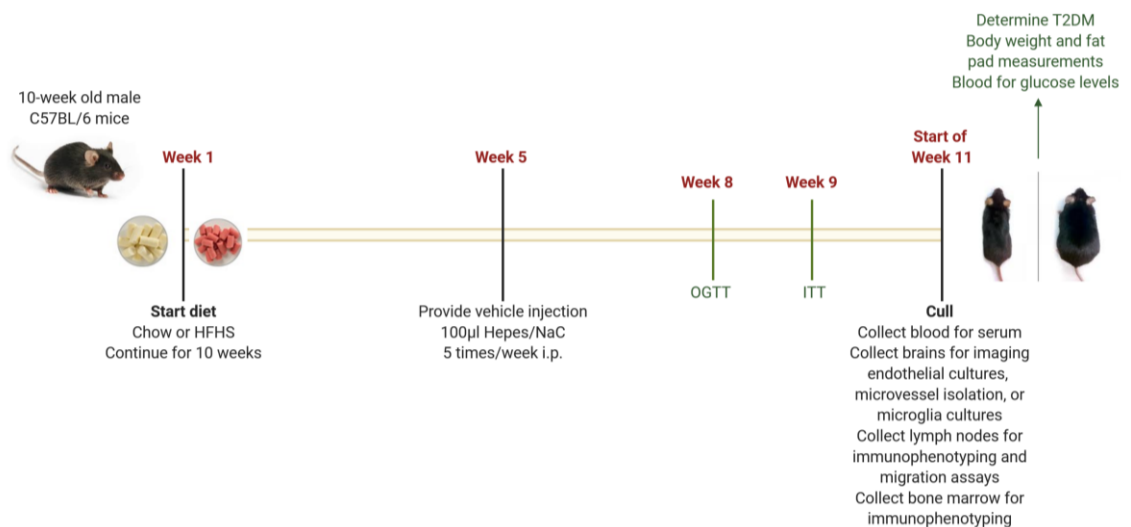 10-week old male
C57BL/6 mice
Week 1
Start diet
Chow or HFHS
Continue for 10 weeks
Week 5
Provide vehicle injection
100µl Hepes/NaC
5 times/week i.p.
Week 8
OGTT
Week 9
ITT
Start of
Week 11
Cull
Collect blood for serum
Collect brains for imaging
endothelial cultures,
microvessel isolation, or
microglia cultures
Collect lymph nodes for
immunophenotyping and
migration assays
Collect bone marrow for
immunophenotyping
Determine T2DM
Body weight and fat
pad measurements
Blood for glucose levels